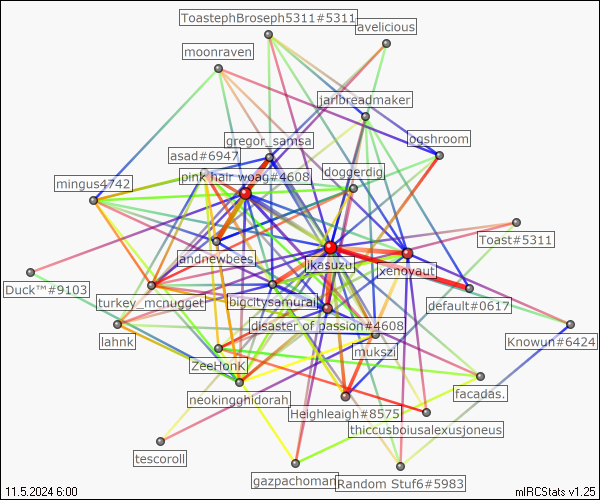 ToastephBroseph5311#5311
avelicious
moonraven
jarlbreadmaker
gregor_samsa
ogshroom
asad#6947
doggerdig
pink hair woag#4608
mingus4742
Toast#5311
andnewbees
likasuzu
xenoyaut
Duck™#9103
turkey_mcnugget
bigcitysamurai
default#0617
disaster of passion#4608
lahnk
Knowun#6424
mukszi
ZeeHonK
facadas.
neokingghidorah
Heighleigh#8575
thiccusboiusalexusjoneus
tescoroll
gazpachoman
Random Stuf6#5983
11.5.2024 6:00
mIRCStats v1.25